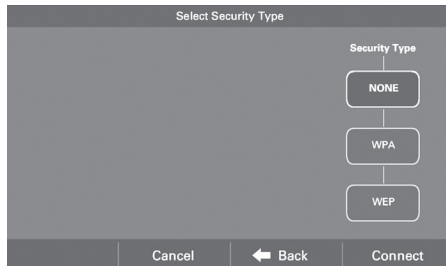 Select Security Type
Security Type
NONE
WPA
WEP
Cancel
Back
Connect